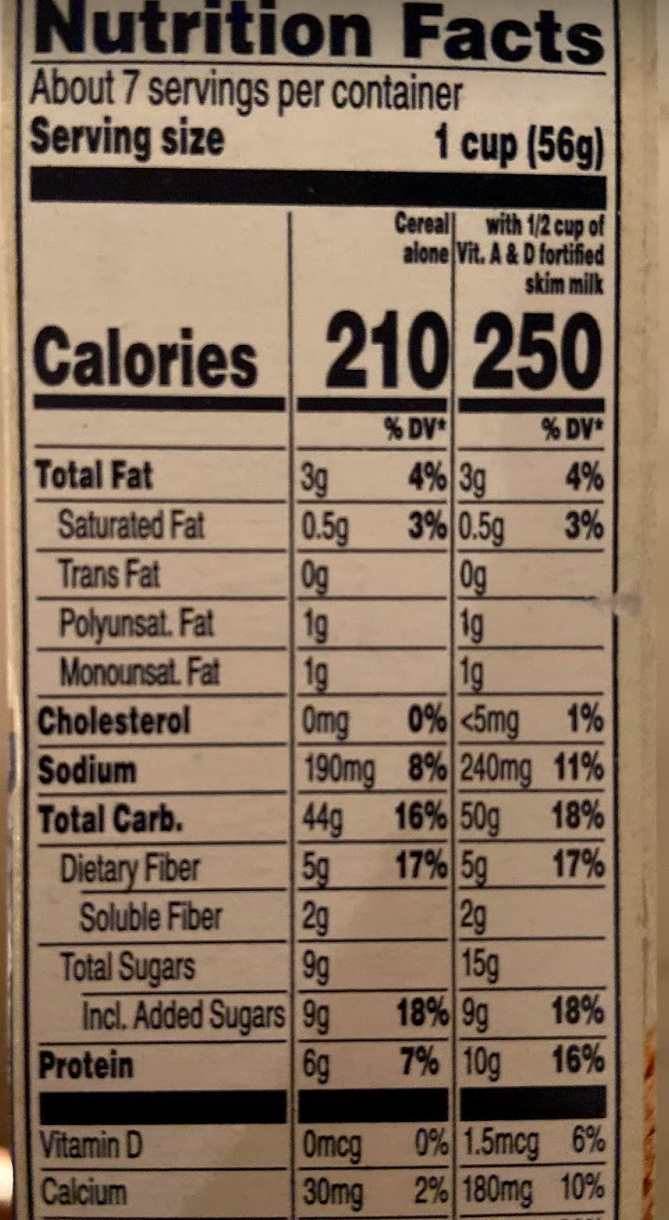 Nutrition Facts
About 7 servings per container
Serving size 1 cup (56g)
Cereal alone with 1/2 cup of Vit. A & D fortified skim milk
Calories 210 250
% DV* % DV*
Total Fat 3g 4% 3g 4%
Saturated Fat 0.5g 3% 0.5g 3%
Trans Fat 0g 0g
Polyunsat. Fat 1g 1g
Monounsat. Fat 1g 1g
Cholesterol 0mg 0% <5mg 1%
Sodium 190mg 8% 240mg 11%
Total Carb. 44g 16% 50g 18%
Dietary Fiber 5g 17% 5g 17%
Soluble Fiber 2g 2g
Total Sugars 9g 15g
Incl. Added Sugars 9g 18% 9g 18%
Protein 6g 7% 10g 16%
Vitamin D 0mcg 0% 1.5mcg 6%
Calcium 30mg 2% 180mg 10%